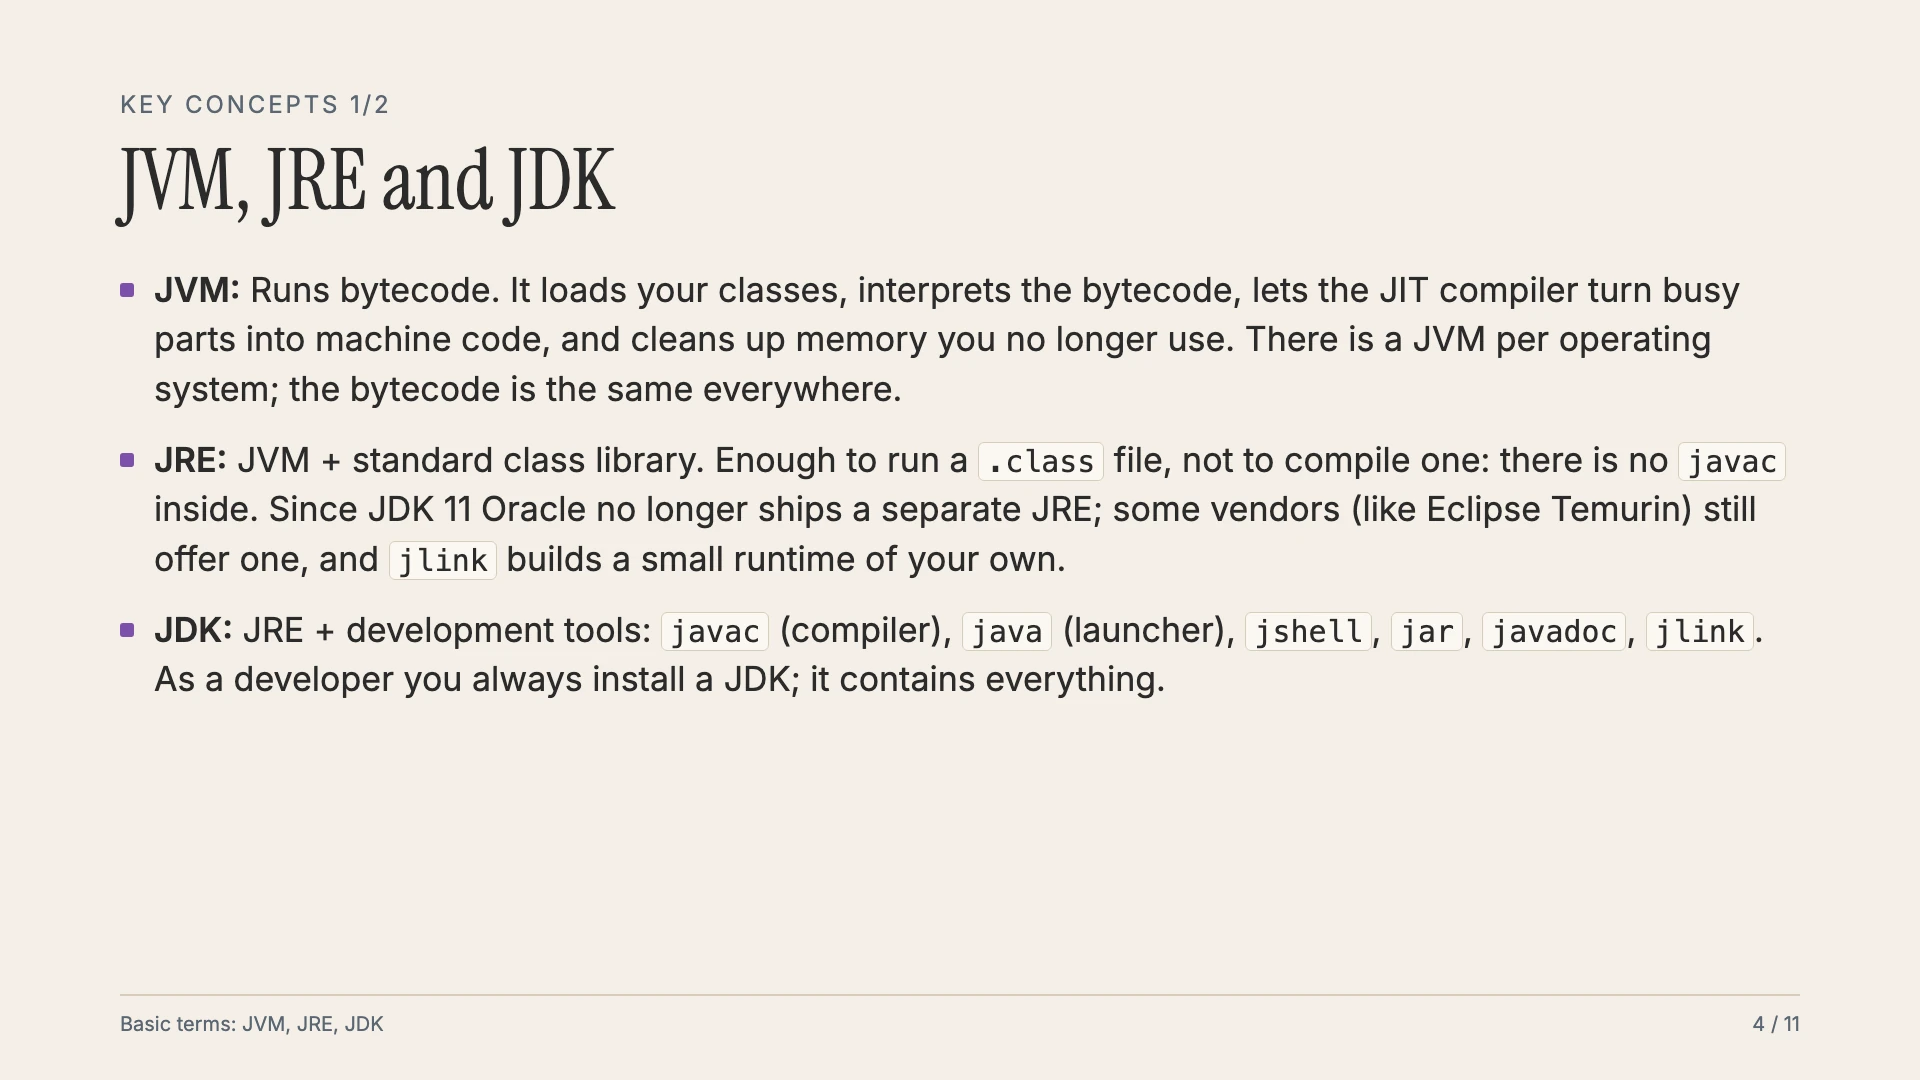 KEY CONCEPTS 1/2
JVM, JRE and JDK
JVM: Runs bytecode. It loads your classes, interprets the bytecode, lets the JIT compiler turn busy
parts into machine code, and cleans up memory you no longer use. There is a JVM per operating
system; the bytecode is the same everywhere.
JRE: JVM + standard class library. Enough to run a .class file, not to compile one: there is no javac
inside. Since JDK 11 Oracle no longer ships a separate JRE; some vendors (like Eclipse Temurin) still
offer one, and jlink builds a small runtime of your own.
JDK: JRE + development tools: javac (compiler), java (launcher), jshell, jar, javadoc, jlink.
As a developer you always install a JDK; it contains everything.
Basic terms: JVM, JRE, JDK
4 / 11